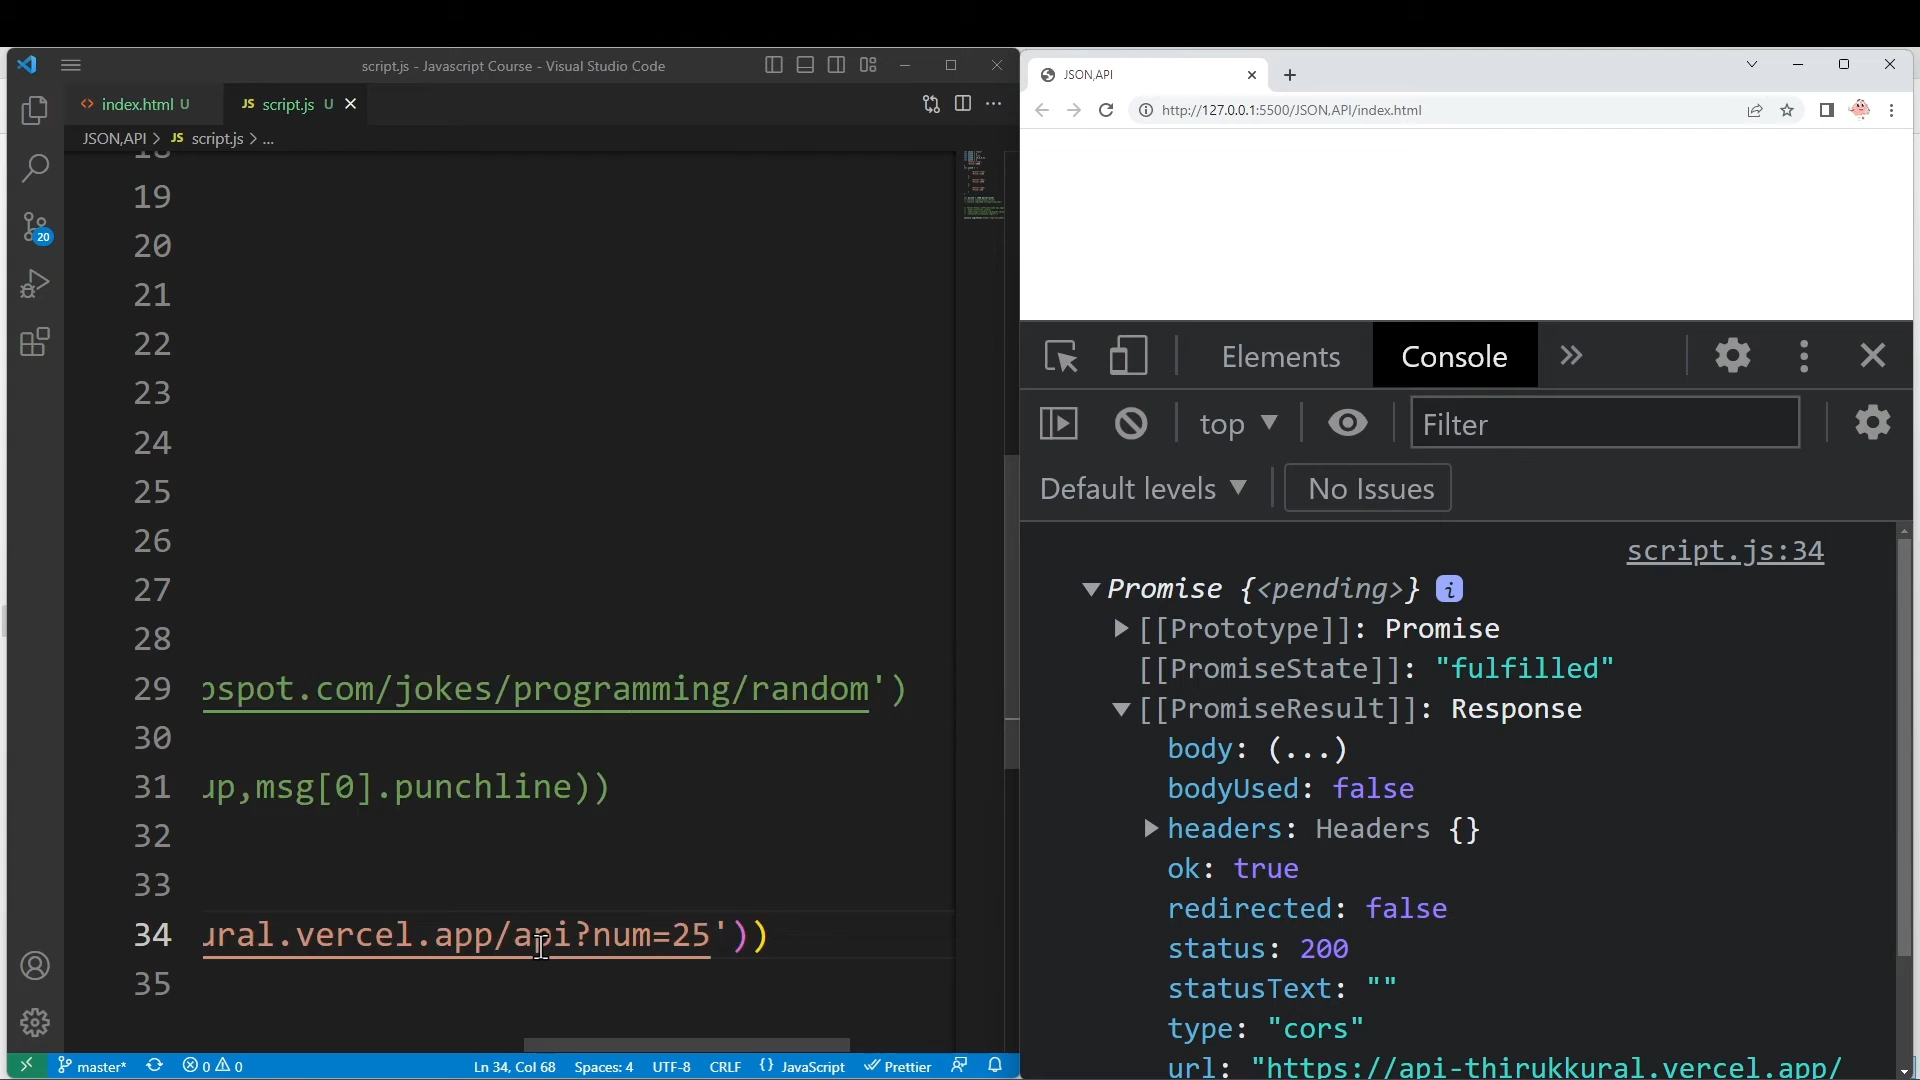 script.js - Javascript Course - Visual Studio Code
index.html U
JS script.js U
JSON,API > JS script.js > ...
18
19
20
21
22
23
24
25
26
27
28
29 pspot.com/jokes/programming/random')
30
31 up,msg[0].punchline))
32
33
34 ural.vercel.app/api?num=25'))
35
20
master*
0 0
Ln 34, Col 68
Spaces: 4
UTF-8
CRLF
{} JavaScript
Prettier
JSON,API
http://127.0.0.1:5500/JSON,API/index.html
Elements
Console
top
Filter
Default levels
No Issues
script.js:34
Promise {<pending>} i
[[Prototype]]: Promise
[[PromiseState]]: "fulfilled"
[[PromiseResult]]: Response
body: (...)
bodyUsed: false
headers: Headers {}
ok: true
redirected: false
status: 200
statusText: ""
type: "cors"
url: "https://api-thirukkural.vercel.app/